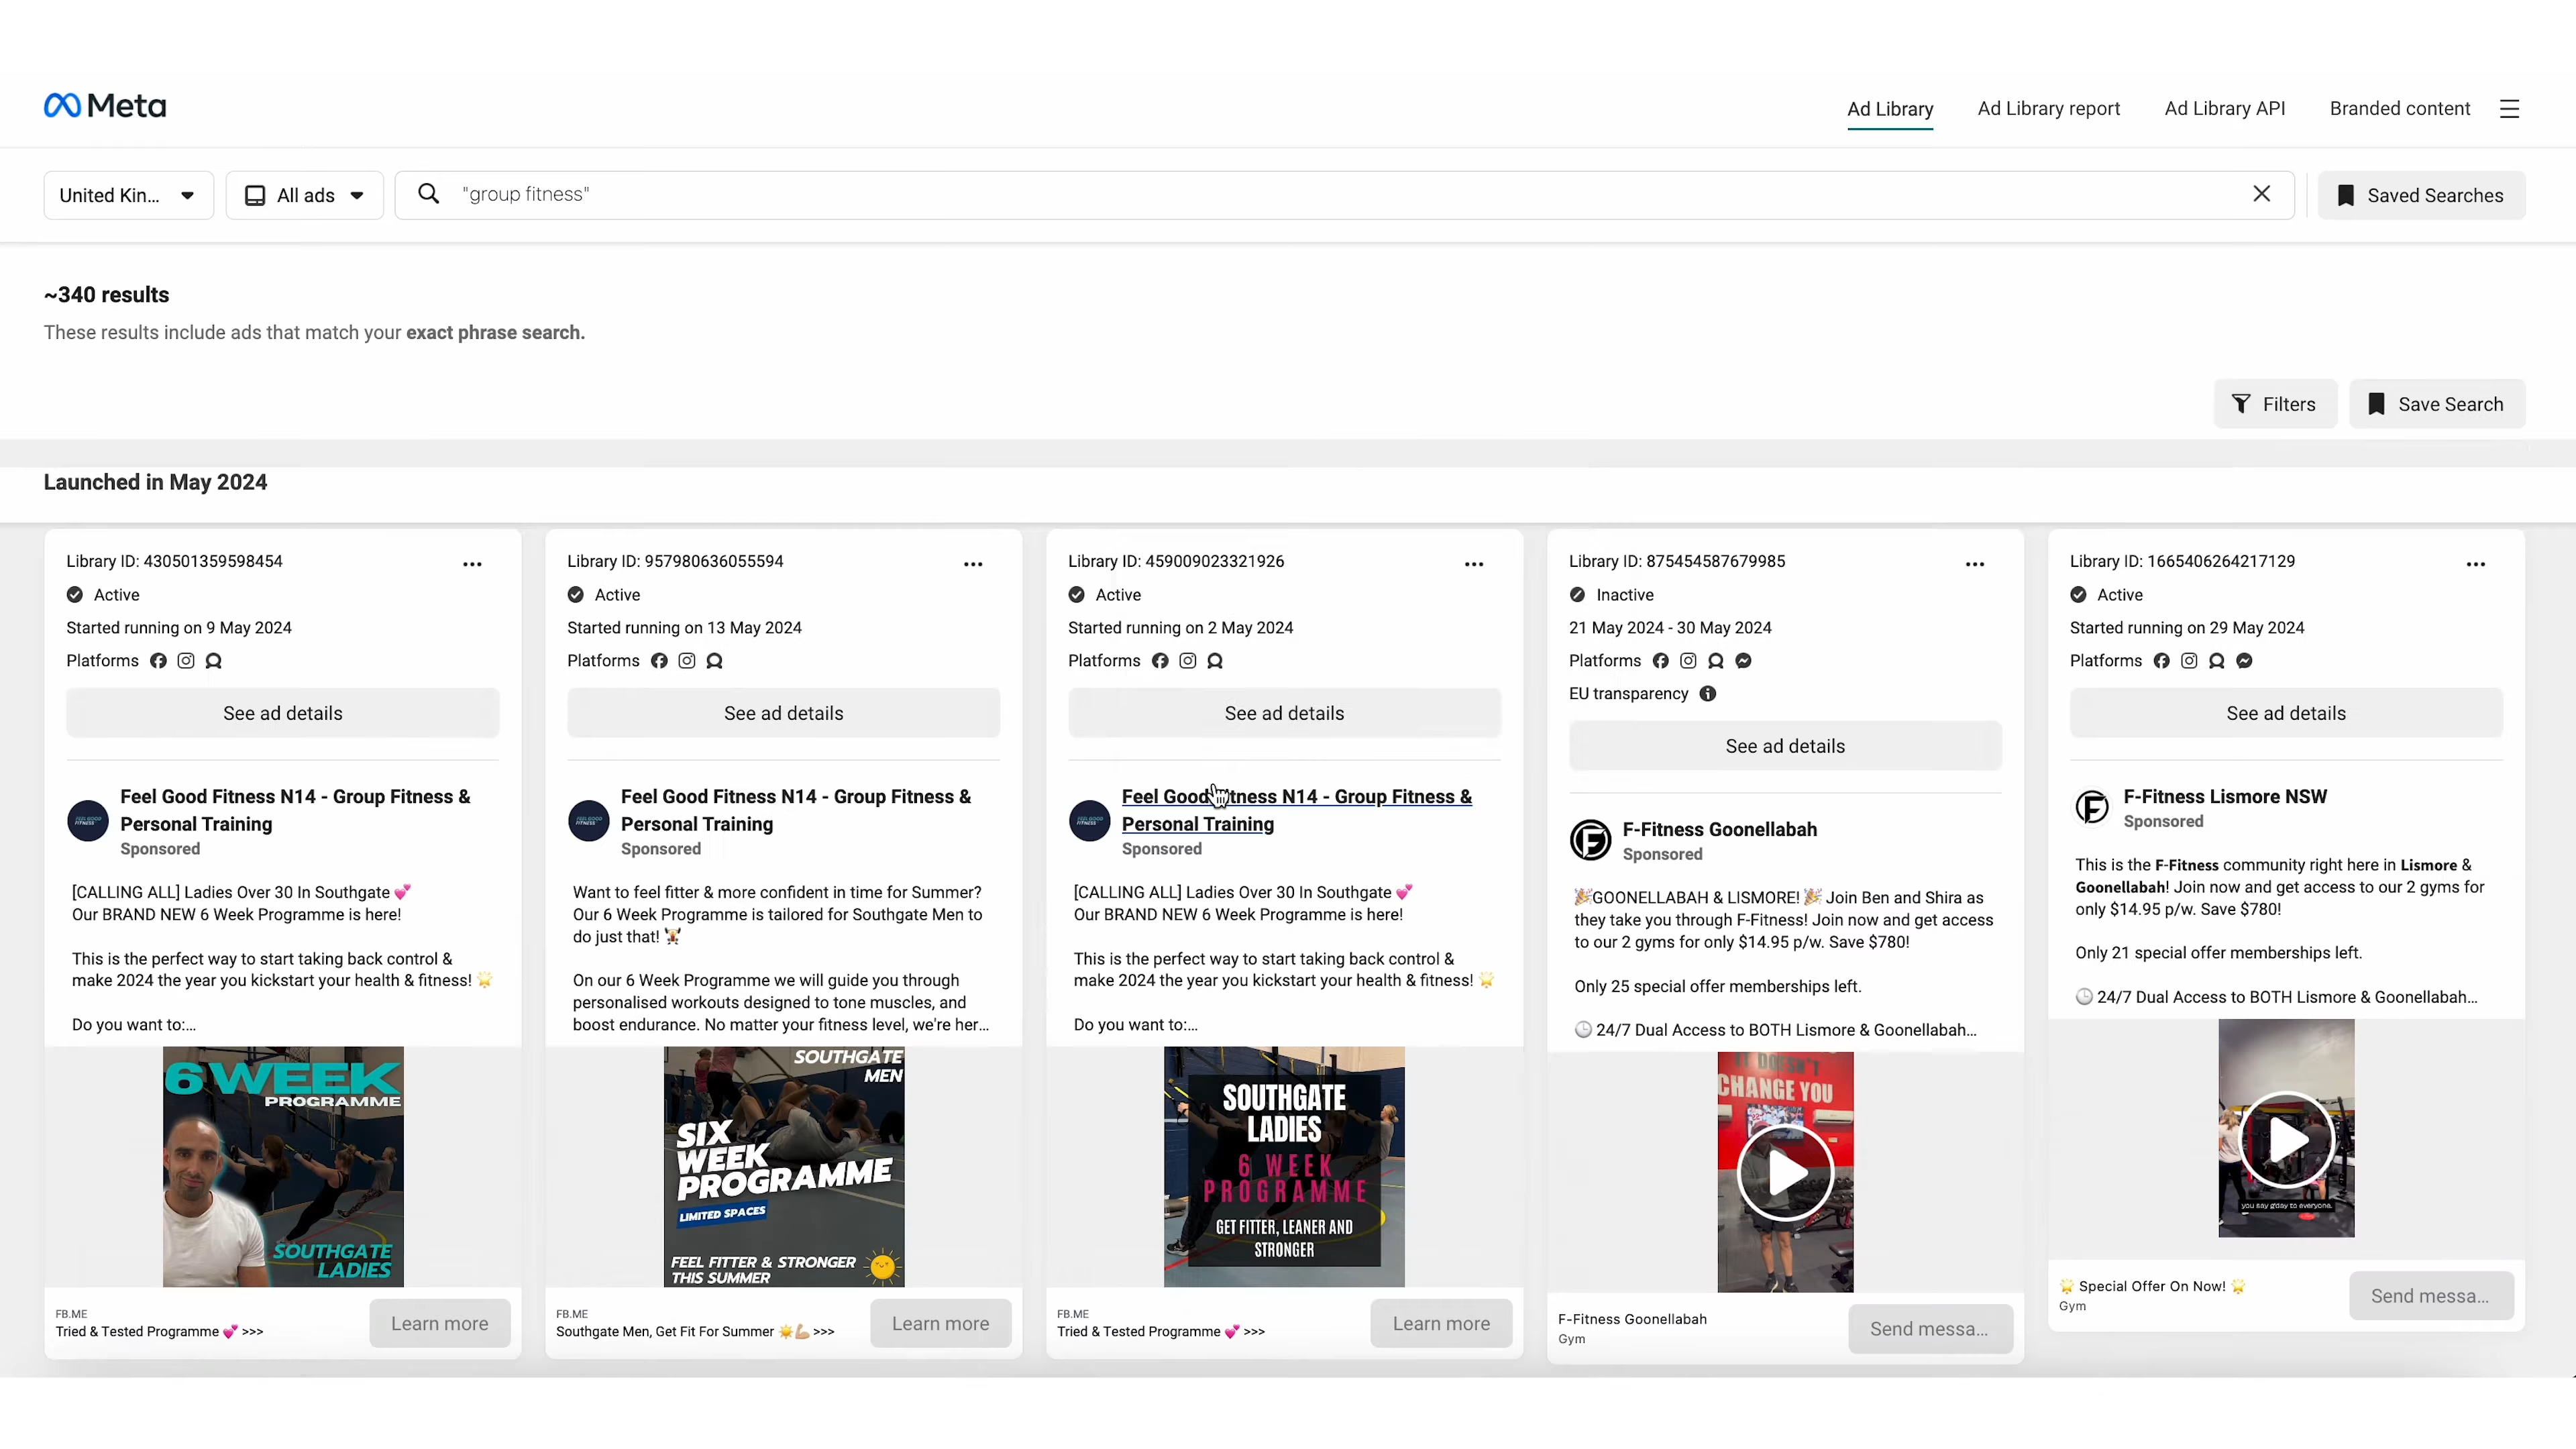 Meta
Ad Library
Ad Library report
Ad Library API
Branded content
United Kin...
All ads
"group fitness"
Saved Searches
~340 results
These results include ads that match your exact phrase search.
Filters
Save Search
Launched in May 2024
Library ID: 430501359598454
Active
Started running on 9 May 2024
Platforms
See ad details
Feel Good Fitness N14 - Group Fitness &
Personal Training
Sponsored
[CALLING ALL] Ladies Over 30 In Southgate 💕
Our BRAND NEW 6 Week Programme is here!
This is the perfect way to start taking back control &
make 2024 the year you kickstart your health & fitness! 🌟
Do you want to:...
6 WEEK
PROGRAMME
SOUTHGATE
LADIES
FB.ME
Tried & Tested Programme 💕 >>>
Learn more
Library ID: 957980636055594
Active
Started running on 13 May 2024
Platforms
See ad details
Feel Good Fitness N14 - Group Fitness &
Personal Training
Sponsored
Want to feel fitter & more confident in time for Summer?
Our 6 Week Programme is tailored for Southgate Men to
do just that! 🏋️
On our 6 Week Programme we will guide you through
personalised workouts designed to tone muscles, and
boost endurance. No matter your fitness level, we're her...
SOUTHGATE
MEN
SIX
WEEK
PROGRAMME
LIMITED SPACES
FEEL FITTER & STRONGER
THIS SUMMER
FB.ME
Southgate Men, Get Fit For Summer ☀️💪 >>>
Learn more
Library ID: 459009023321926
Active
Started running on 2 May 2024
Platforms
See ad details
Feel Good Fitness N14 - Group Fitness &
Personal Training
Sponsored
[CALLING ALL] Ladies Over 30 In Southgate 💕
Our BRAND NEW 6 Week Programme is here!
This is the perfect way to start taking back control &
make 2024 the year you kickstart your health & fitness! 🌟
Do you want to:...
SOUTHGATE
LADIES
6 WEEK
PROGRAMME
GET FITTER, LEANER AND
STRONGER
FB.ME
Tried & Tested Programme 💕 >>>
Learn more
Library ID: 875454587679985
Inactive
21 May 2024 - 30 May 2024
Platforms
EU transparency
See ad details
F-Fitness Goonellabah
Sponsored
🎉GOONELLABAH & LISMORE! 🎉 Join Ben and Shira as
they take you through F-Fitness! Join now and get access
to our 2 gyms for only $14.95 p/w. Save $780!
Only 25 special offer memberships left.
🕒 24/7 Dual Access to BOTH Lismore & Goonellabah...
IT DOESN'T
CHANGE YOU
F-Fitness Goonellabah
Gym
Send messa...
Library ID: 1665406264217129
Active
Started running on 29 May 2024
Platforms
See ad details
F-Fitness Lismore NSW
Sponsored
This is the F-Fitness community right here in Lismore &
Goonellabah! Join now and get access to our 2 gyms for
only $14.95 p/w. Save $780!
Only 21 special offer memberships left.
🕒 24/7 Dual Access to BOTH Lismore & Goonellabah...
you say g'day to everyone.
🌟 Special Offer On Now! 🌟
Gym
Send messa...